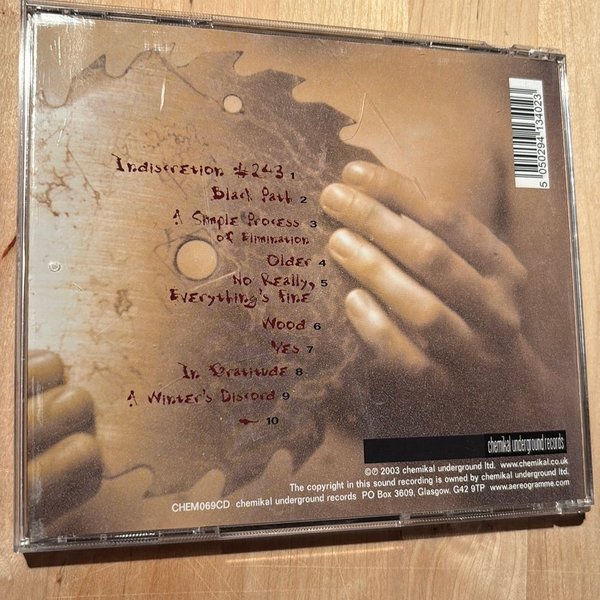 Indiscretion #243 1
Black Path 2
A Simple Process 3
of Elimination
Older 4
No Really, 5
Everything's Fine
Wood 6
Yes 7
In Gratitude 8
A Winter's Discord 9
10
5 050294 134023
chemikal underground records
©℗ 2003 chemikal underground ltd. www.chemikal.co.uk
The copyright in this sound recording is owned by chemikal underground ltd.
CHEM069CD chemikal underground records PO Box 3609, Glasgow, G42 9TP www.aereogramme.com